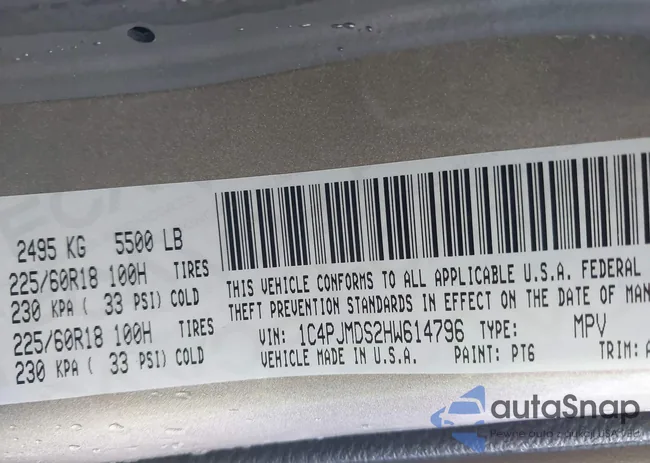 2495 KG 5500 LB
225/60R18 100H TIRES
230 KPA ( 33 PSI) COLD
225/60R18 100H TIRES
230 KPA ( 33 PSI) COLD
THIS VEHICLE CONFORMS TO ALL APPLICABLE U.S.A. FEDERAL
THEFT PREVENTION STANDARDS IN EFFECT ON THE DATE OF MAN
VIN: 1C4PJMDS2HW614796 TYPE: MPV
VEHICLE MADE IN U.S.A. PAINT: PT6 TRIM: A
autoSnap